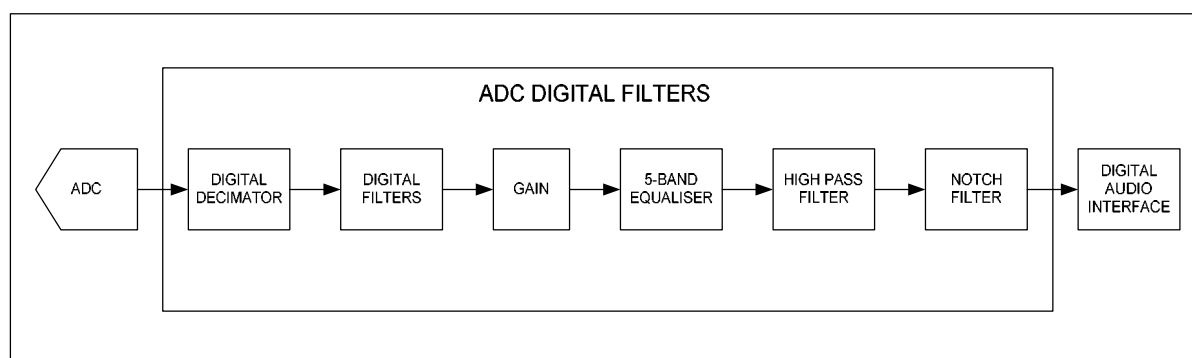 ADC DIGITAL FILTERS
ADC
DIGITAL
DECIMATOR
DIGITAL
FILTERS
GAIN
5-BAND
EQUALISER
HIGH PASS
FILTER
NOTCH
FILTER
DIGITAL
AUDIO
INTERFACE